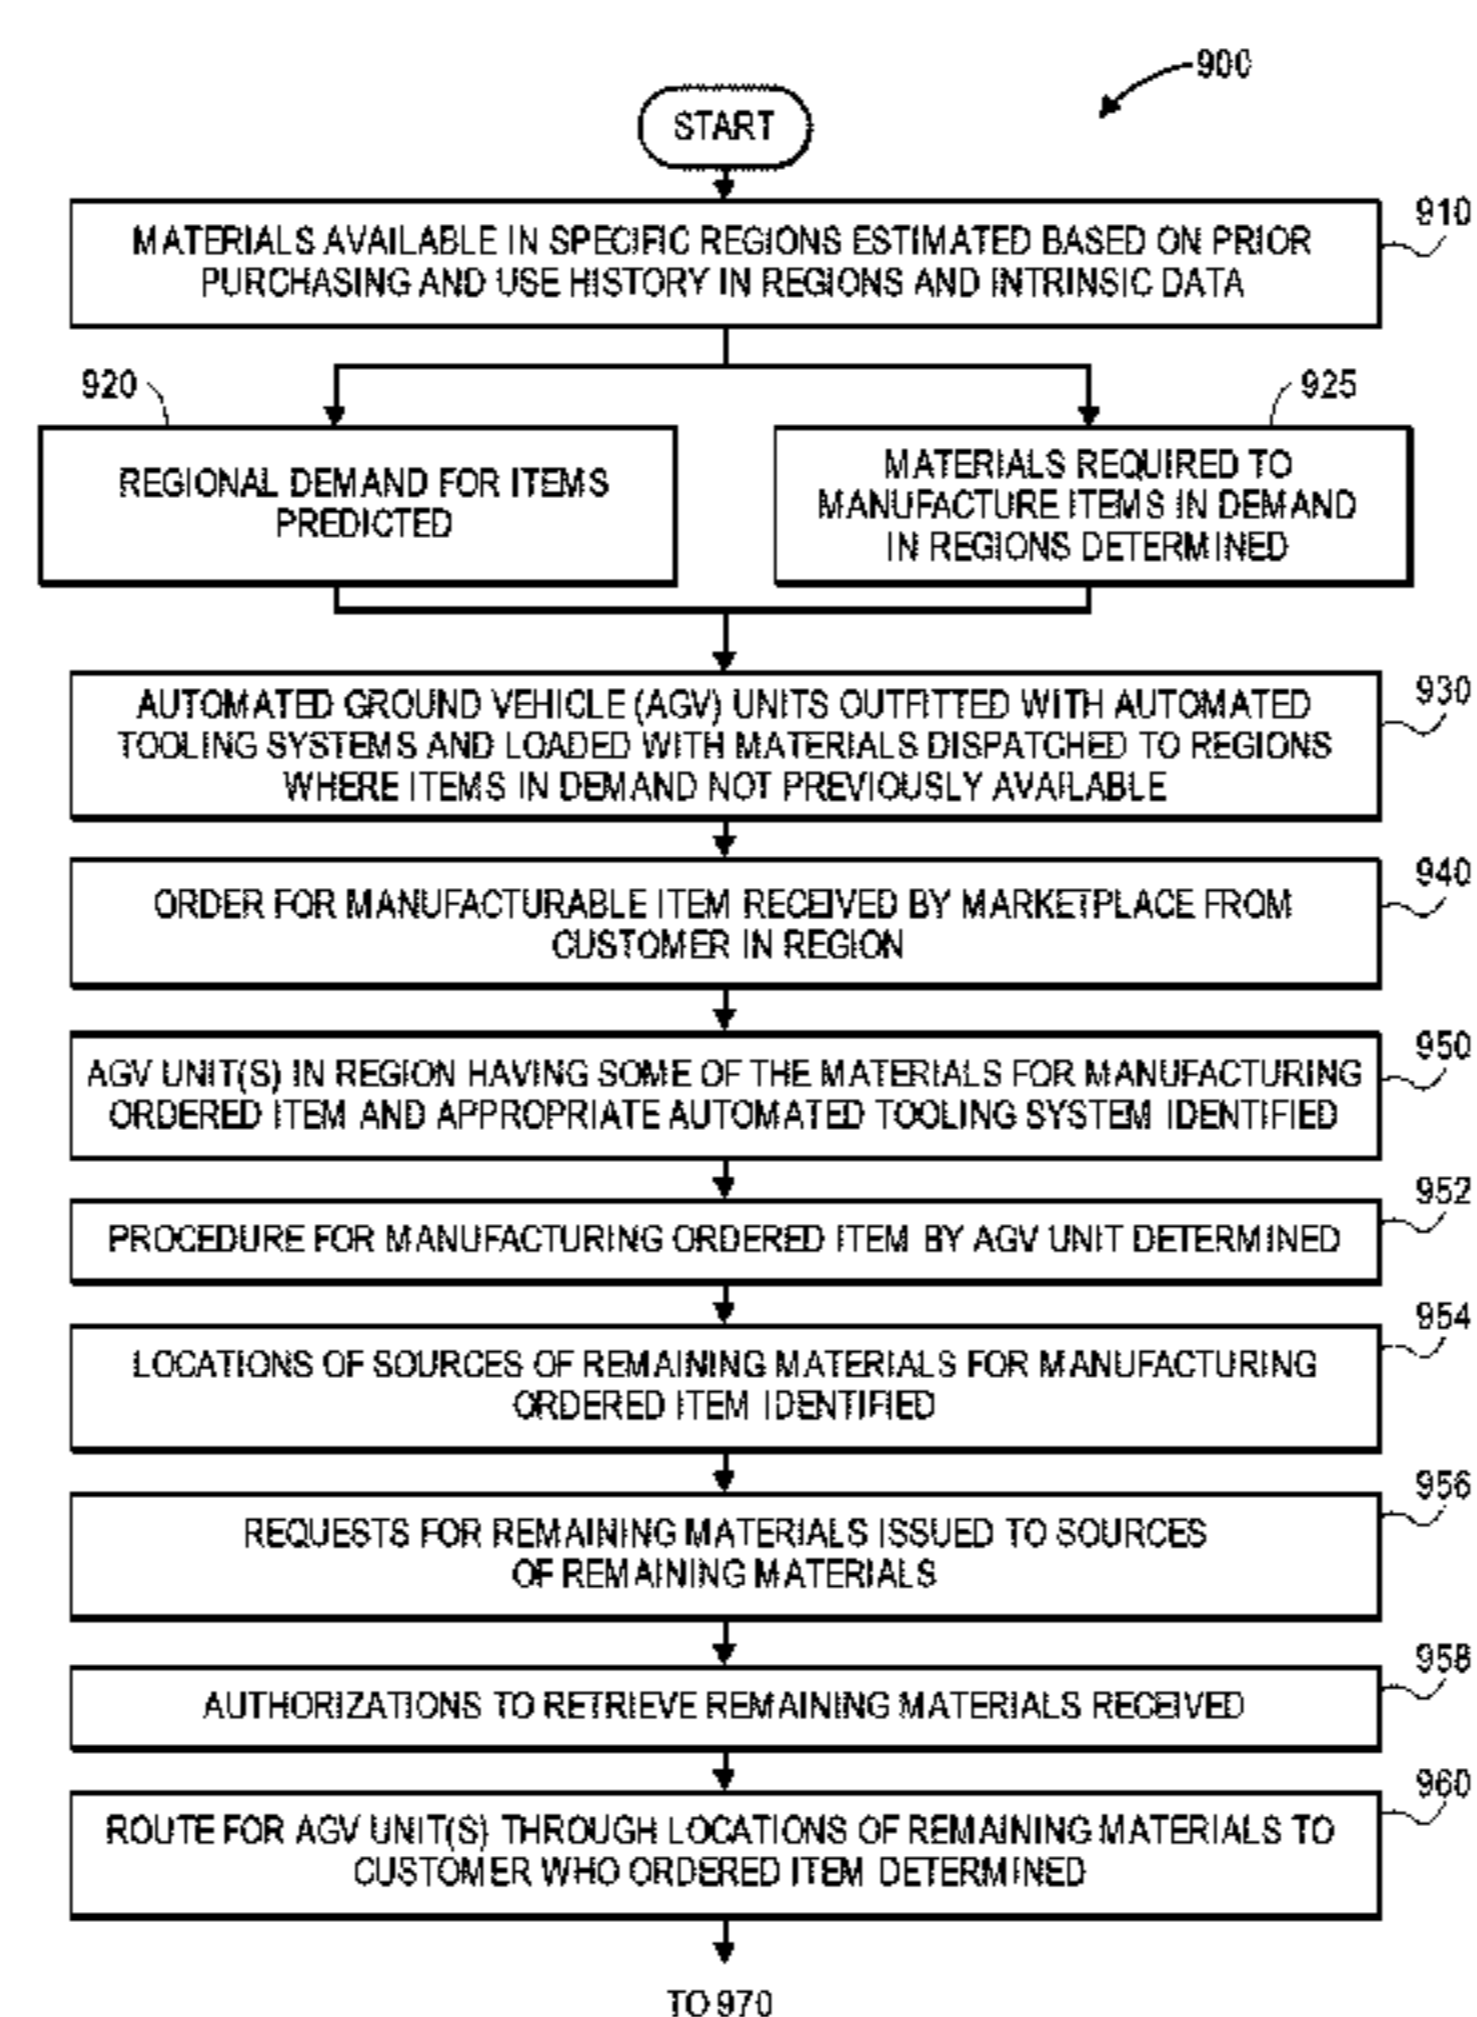 900
START
910
MATERIALS AVAILABLE IN SPECIFIC REGIONS ESTIMATED BASED ON PRIOR
PURCHASING AND USE HISTORY IN REGIONS AND INTRINSIC DATA
920
REGIONAL DEMAND FOR ITEMS
PREDICTED
925
MATERIALS REQUIRED TO
MANUFACTURE ITEMS IN DEMAND
IN REGIONS DETERMINED
930
AUTOMATED GROUND VEHICLE (AGV) UNITS OUTFITTED WITH AUTOMATED
TOOLING SYSTEMS AND LOADED WITH MATERIALS DISPATCHED TO REGIONS
WHERE ITEMS IN DEMAND NOT PREVIOUSLY AVAILABLE
940
ORDER FOR MANUFACTURABLE ITEM RECEIVED BY MARKETPLACE FROM
CUSTOMER IN REGION
950
AGV UNIT(S) IN REGION HAVING SOME OF THE MATERIALS FOR MANUFACTURING
ORDERED ITEM AND APPROPRIATE AUTOMATED TOOLING SYSTEM IDENTIFIED
952
PROCEDURE FOR MANUFACTURING ORDERED ITEM BY AGV UNIT DETERMINED
954
LOCATIONS OF SOURCES OF REMAINING MATERIALS FOR MANUFACTURING
ORDERED ITEM IDENTIFIED
956
REQUESTS FOR REMAINING MATERIALS ISSUED TO SOURCES
OF REMAINING MATERIALS
958
AUTHORIZATIONS TO RETRIEVE REMAINING MATERIALS RECEIVED
960
ROUTE FOR AGV UNIT(S) THROUGH LOCATIONS OF REMAINING MATERIALS TO
CUSTOMER WHO ORDERED ITEM DETERMINED
TO 970